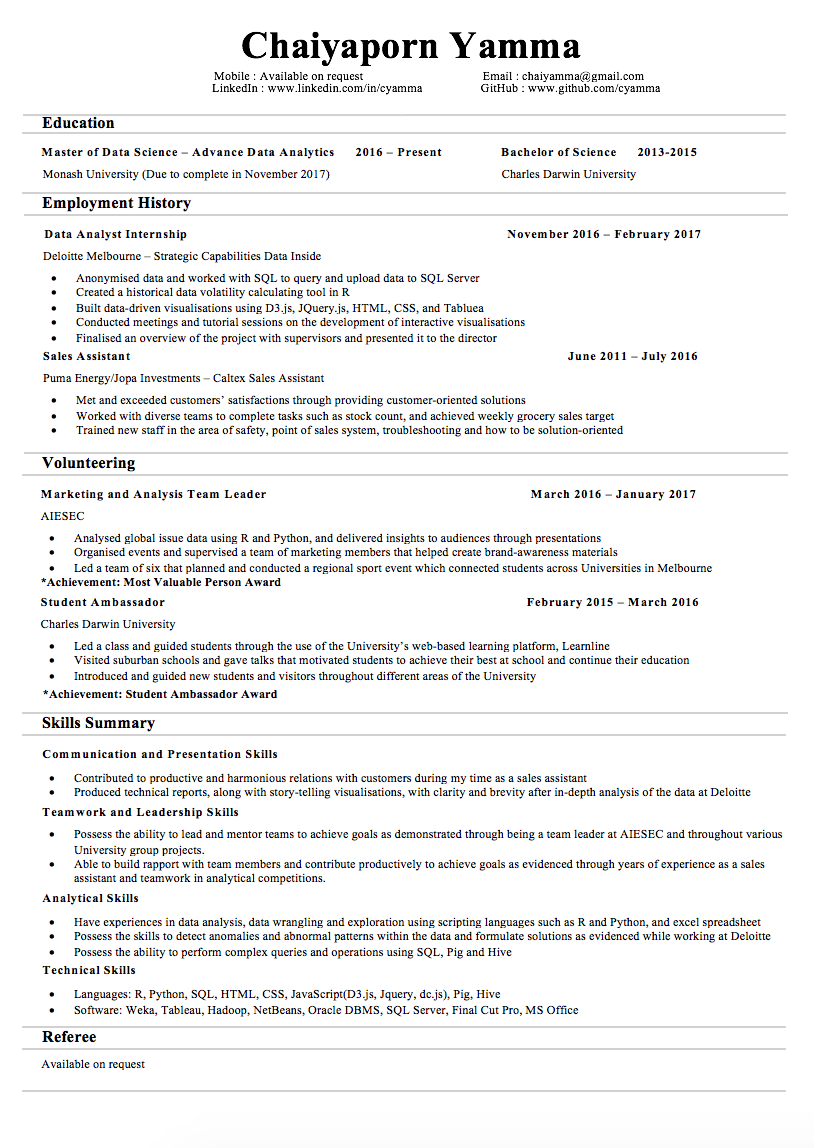 Chaiyaporn Yamma
Mobile : Available on request Email : chaiyamma@gmail.com
LinkedIn : www.linkedin.com/in/cyamma GitHub : www.github.com/cyamma
Education
Master of Data Science – Advance Data Analytics 2016 – Present Bachelor of Science 2013-2015
Monash University (Due to complete in November 2017) Charles Darwin University
Employment History
Data Analyst Internship November 2016 – February 2017
Deloitte Melbourne – Strategic Capabilities Data Inside
• Anonymised data and worked with SQL to query and upload data to SQL Server
• Created a historical data volatility calculating tool in R
• Built data-driven visualisations using D3.js, JQuery.js, HTML, CSS, and Tabluea
• Conducted meetings and tutorial sessions on the development of interactive visualisations
• Finalised an overview of the project with supervisors and presented it to the director
Sales Assistant June 2011 – July 2016
Puma Energy/Jopa Investments – Caltex Sales Assistant
• Met and exceeded customers’ satisfactions through providing customer-oriented solutions
• Worked with diverse teams to complete tasks such as stock count, and achieved weekly grocery sales target
• Trained new staff in the area of safety, point of sales system, troubleshooting and how to be solution-oriented
Volunteering
Marketing and Analysis Team Leader March 2016 – January 2017
AIESEC
• Analysed global issue data using R and Python, and delivered insights to audiences through presentations
• Organised events and supervised a team of marketing members that helped create brand-awareness materials
• Led a team of six that planned and conducted a regional sport event which connected students across Universities in Melbourne
*Achievement: Most Valuable Person Award
Student Ambassador February 2015 – March 2016
Charles Darwin University
• Led a class and guided students through the use of the University’s web-based learning platform, Learnline
• Visited suburban schools and gave talks that motivated students to achieve their best at school and continue their education
• Introduced and guided new students and visitors throughout different areas of the University
*Achievement: Student Ambassador Award
Skills Summary
Communication and Presentation Skills
• Contributed to productive and harmonious relations with customers during my time as a sales assistant
• Produced technical reports, along with story-telling visualisations, with clarity and brevity after in-depth analysis of the data at Deloitte
Teamwork and Leadership Skills
• Possess the ability to lead and mentor teams to achieve goals as demonstrated through being a team leader at AIESEC and throughout various
University group projects.
• Able to build rapport with team members and contribute productively to achieve goals as evidenced through years of experience as a sales
assistant and teamwork in analytical competitions.
Analytical Skills
• Have experiences in data analysis, data wrangling and exploration using scripting languages such as R and Python, and excel spreadsheet
• Possess the skills to detect anomalies and abnormal patterns within the data and formulate solutions as evidenced while working at Deloitte
• Possess the ability to perform complex queries and operations using SQL, Pig and Hive
Technical Skills
• Languages: R, Python, SQL, HTML, CSS, JavaScript(D3.js, Jquery, dc.js), Pig, Hive
• Software: Weka, Tableau, Hadoop, NetBeans, Oracle DBMS, SQL Server, Final Cut Pro, MS Office
Referee
Available on request